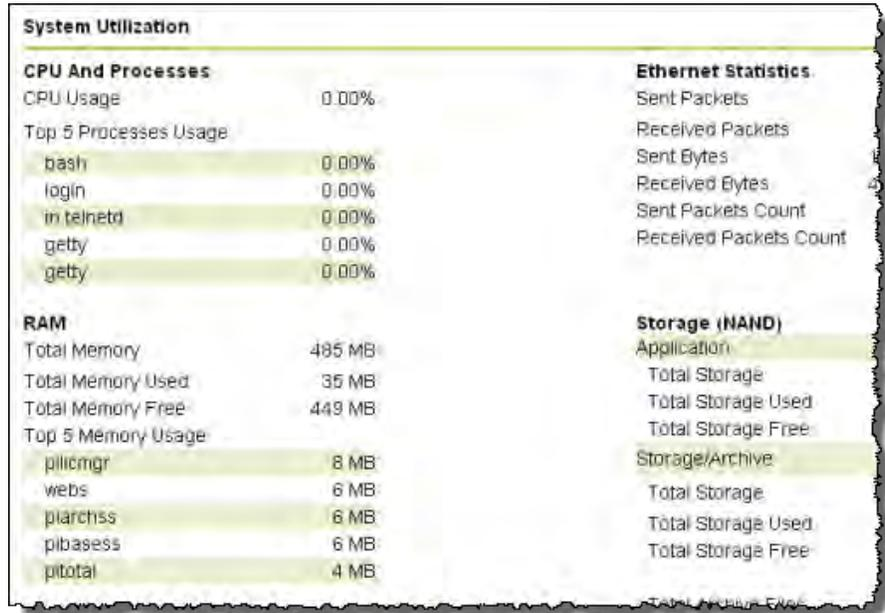 System Utilization
CPU And Processes
CPU Usage 0.00%
Top 5 Processes Usage
bash 0.00%
login 0.00%
in telnetd 0.00%
getty 0.00%
getty 0.00%
RAM
Total Memory 485 MB
Total Memory Used 35 MB
Total Memory Free 449 MB
Top 5 Memory Usage
pilicmgr 8 MB
webs 6 MB
piarchss 6 MB
pibasess 6 MB
pitotal 4 MB
Ethernet Statistics
Sent Packets
Received Packets
Sent Bytes
Received Bytes
Sent Packets Count
Received Packets Count
Storage (NAND)
Application
Total Storage
Total Storage Used
Total Storage Free
Storage/Archive
Total Storage
Total Storage Used
Total Storage Free